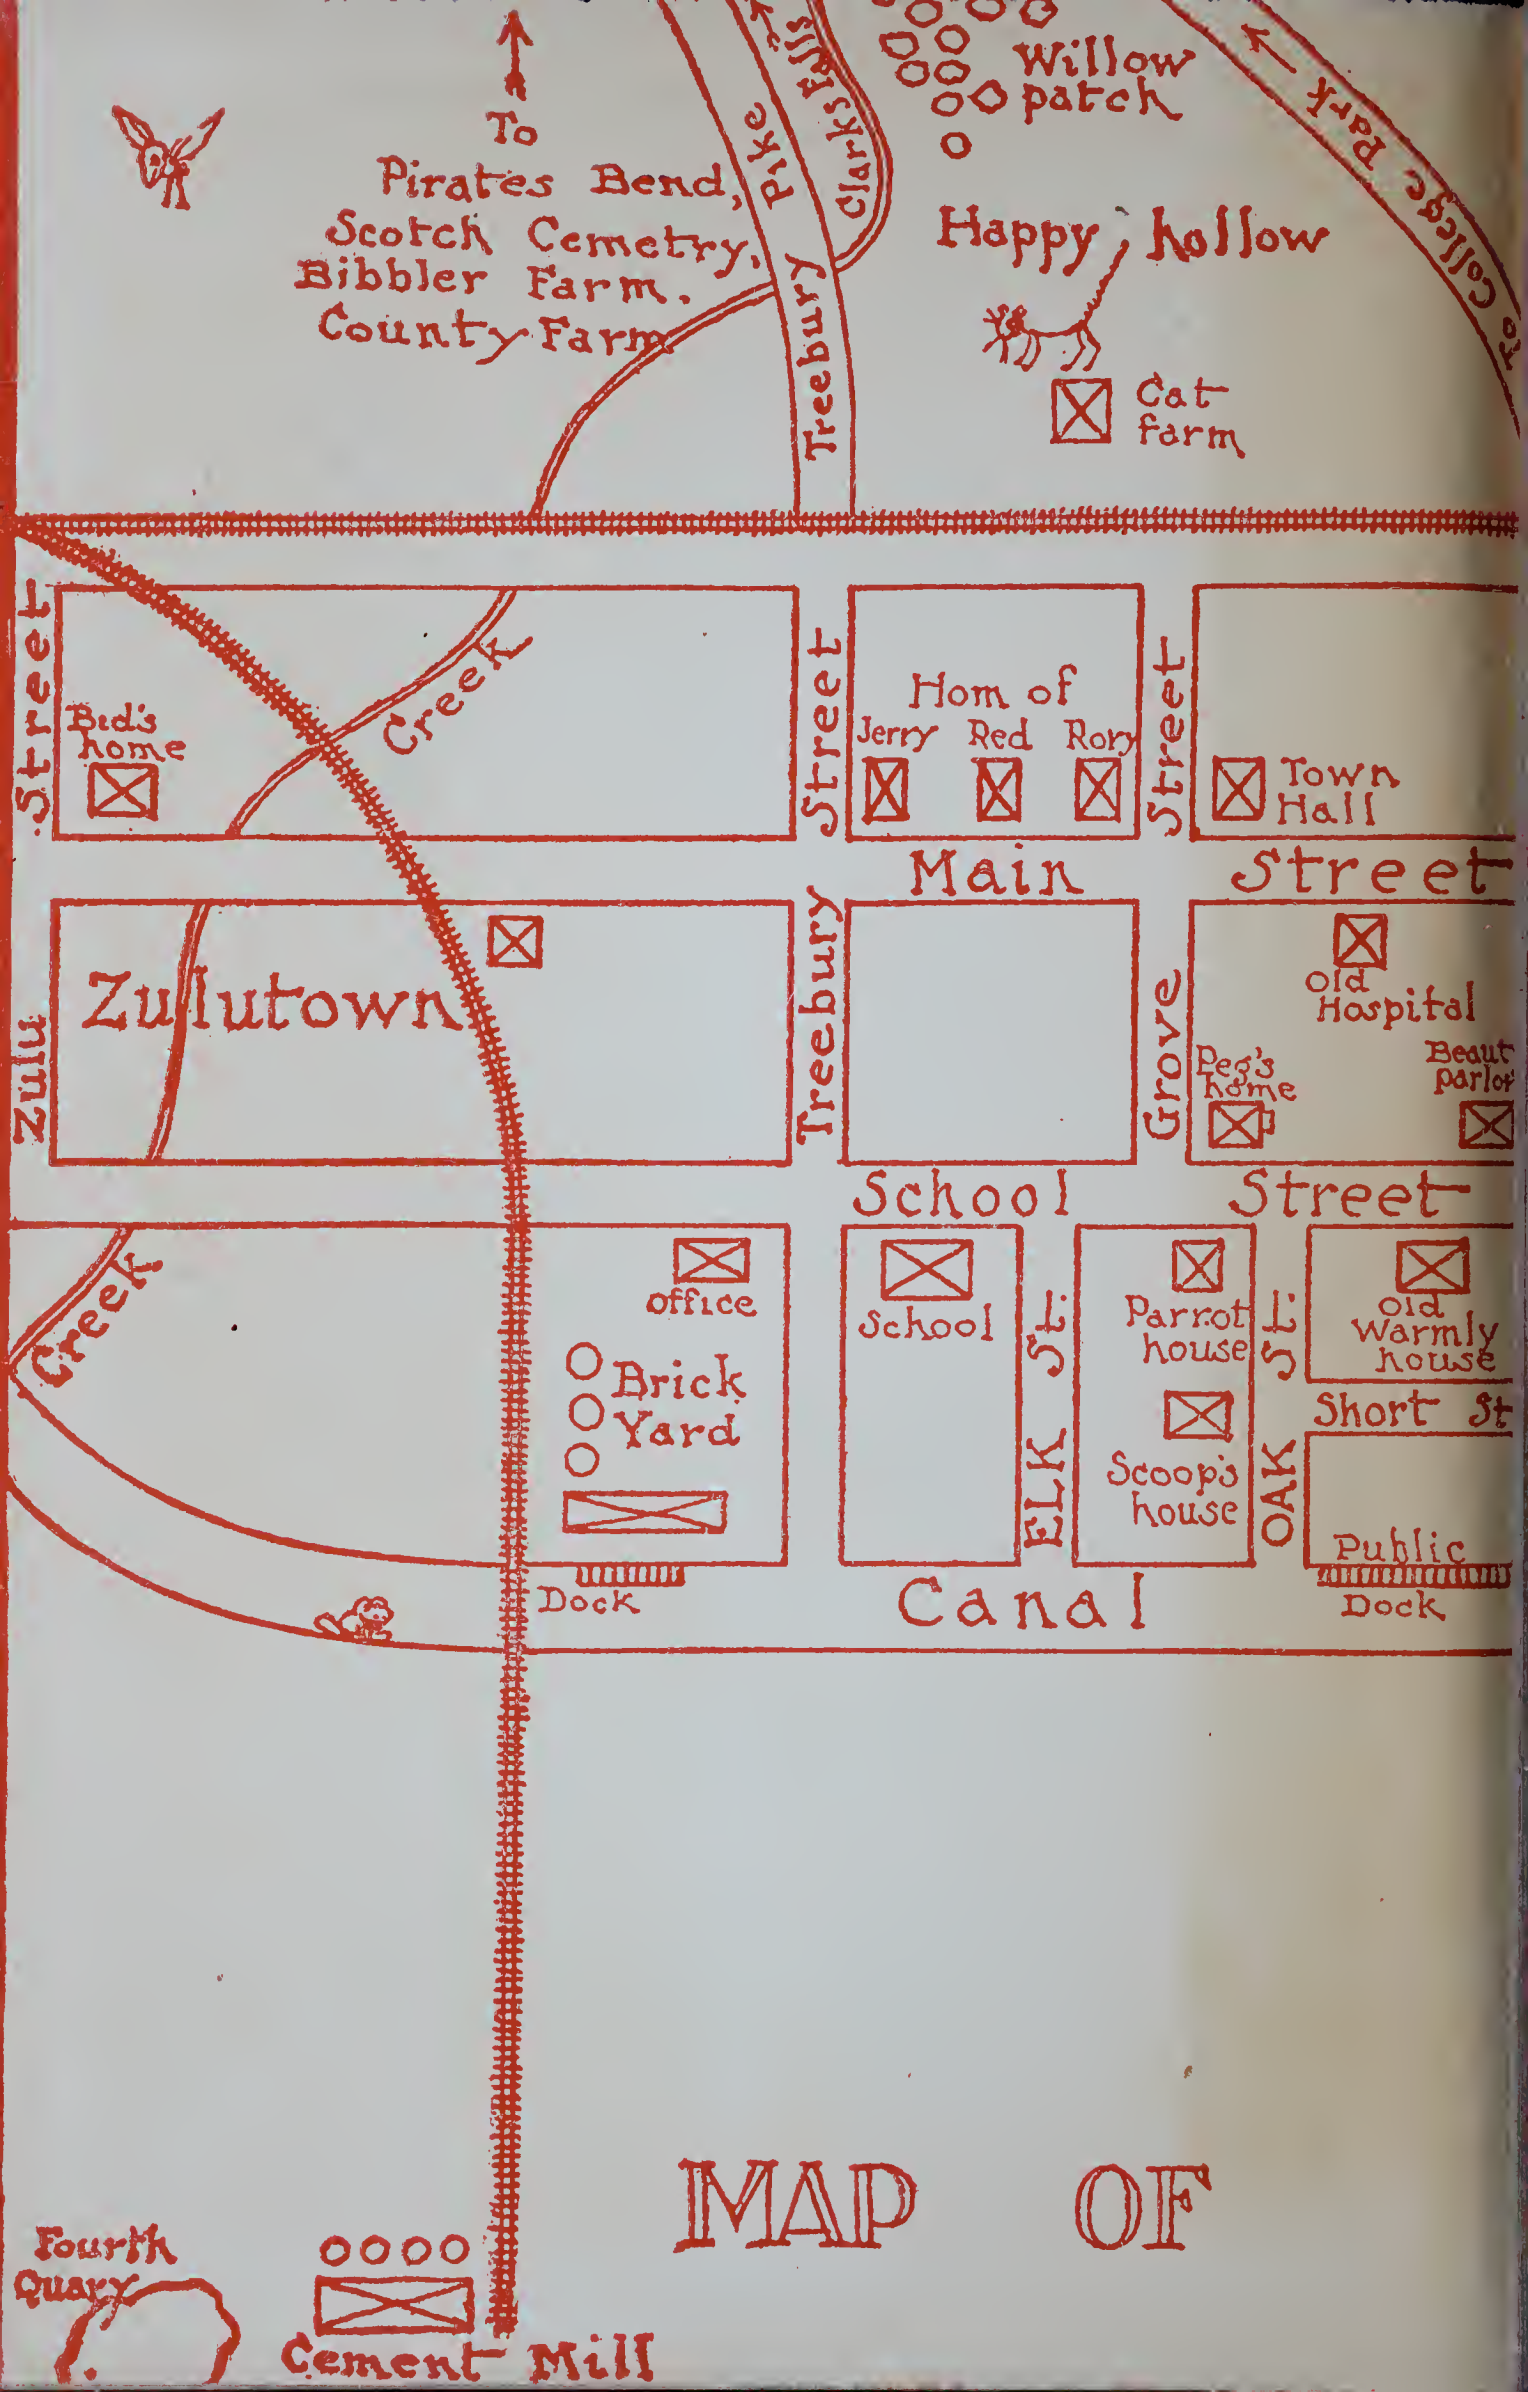 To
Pirates Bend,
Scotch Cemetry,
Bibbler Farm.
County Farm
Treebury Pike
Clarks Falls
Willow
patch
To College Park
Happy hollow
Cat
farm
Zulu Street
Bid's
home
Creek
Treebury Street
Hom of
Jerry Red Rory
Grove Street
Town
Hall
Main Street
Zulutown
Old
Hospital
Peg's
home
Beaut
parlor
School Street
Creek
Office
Brick
Yard
School
ELK St.
Parrot
house
Scoop's
house
OAK St.
Old
Warmly
house
Short St
Public
Dock
Dock
Canal
MAP OF
Fourth
Quary
Cement Mill